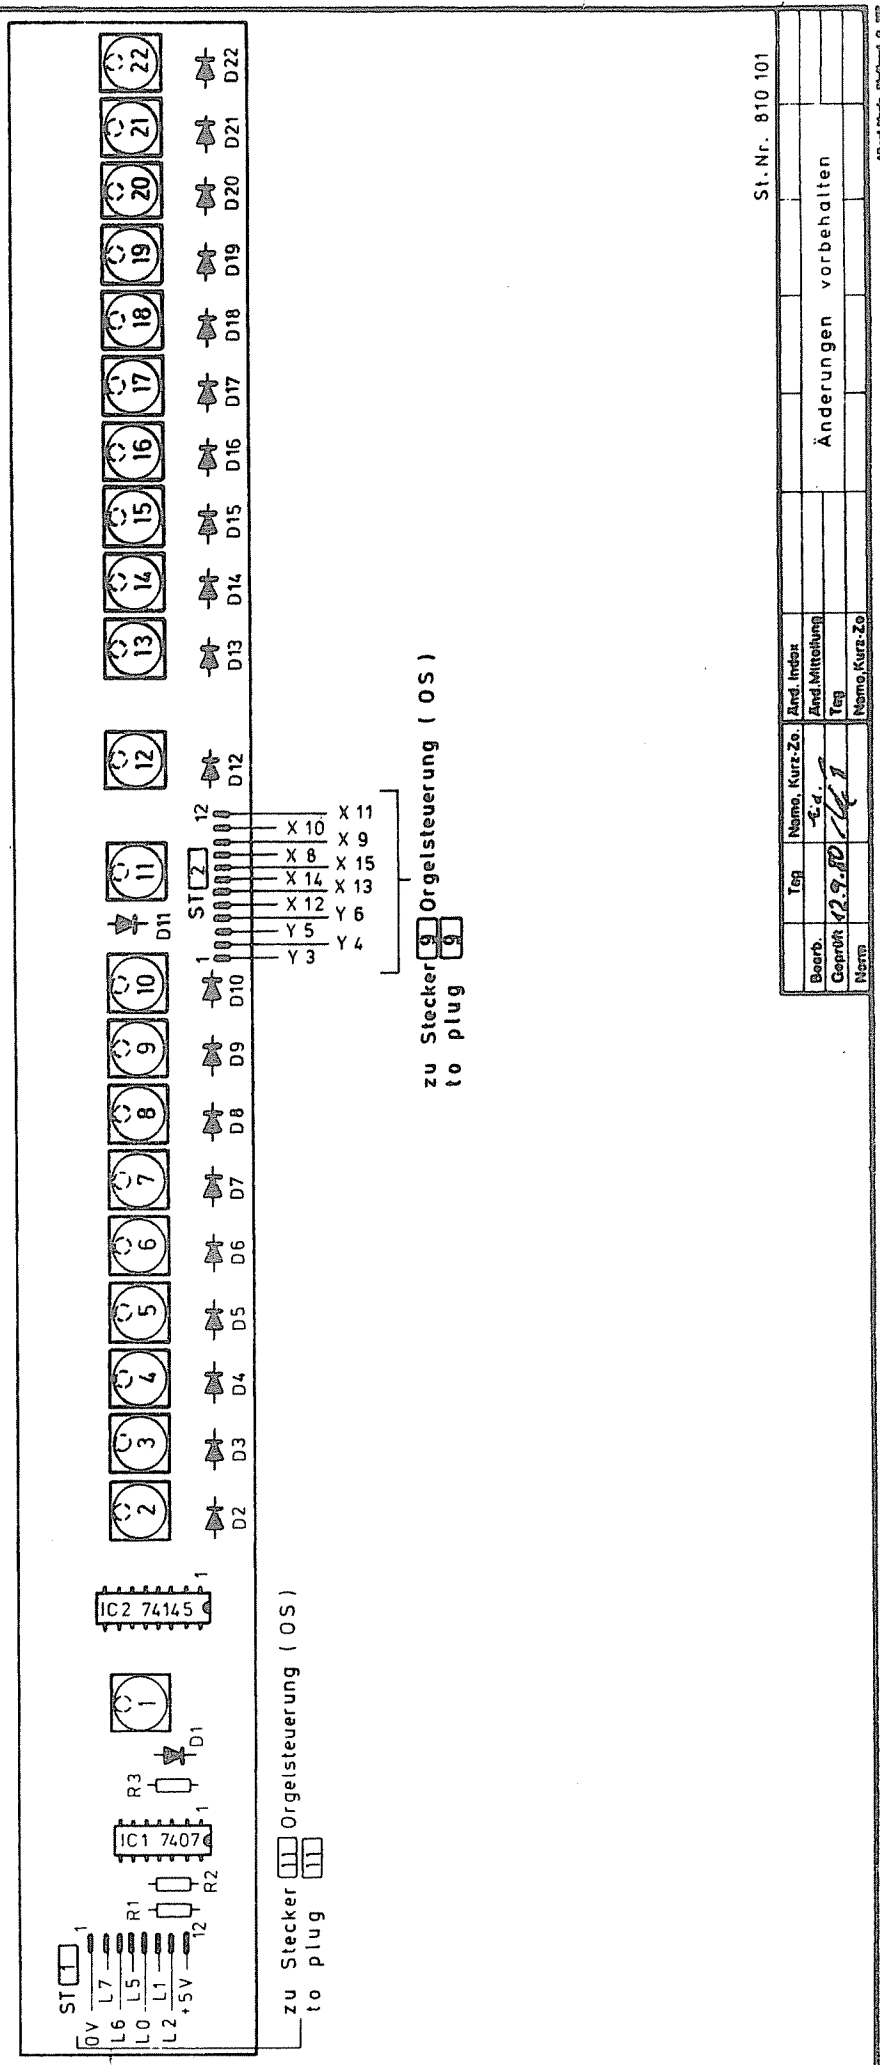 ST 1
1
0V
L7
L6
L5
L0
L1
L2
+5V
12
R1
R2
IC1 7407
1
R3
D1
1
IC2 74145
1
2
3
4
5
6
7
8
9
10
11
12
13
14
15
16
17
18
19
20
21
22
D2
D3
D4
D5
D6
D7
D8
D9
D10
D11
D12
D13
D14
D15
D16
D17
D18
D19
D20
D21
D22
ST 2
1
12
Y 3
Y 4
Y 5
Y 6
X 12
X 13
X 14
X 15
X 8
X 9
X 10
X 11
zu Stecker 11 Orgelsteuerung (OS)
to plug 11
zu Stecker 9 Orgelsteuerung (OS)
to plug 9
St.Nr. 810 101
Tag
Name, Kurz-Zo.
Änd. Index
Bearb.
Änd.Mitteilung
Änderungen vorbehalten
Geprüft 12.9.80
Tag
Norm
Name,Kurz-Zo